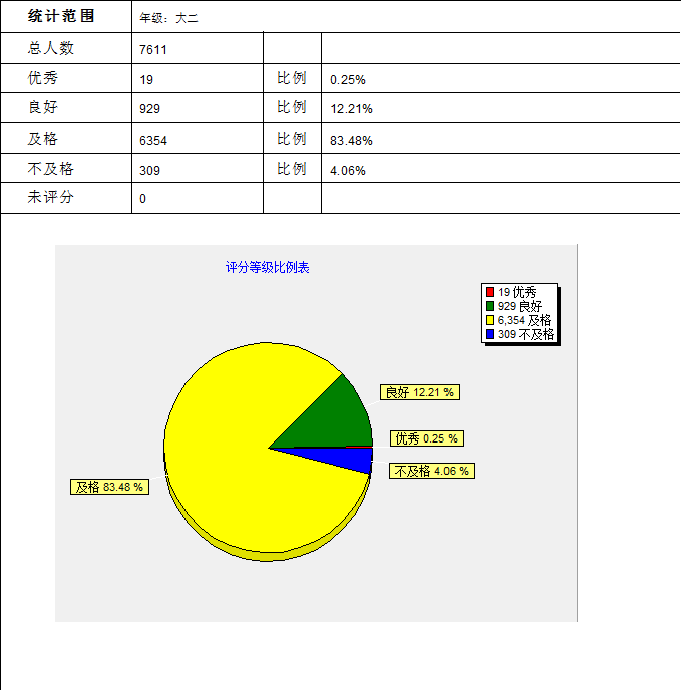 统计范围 年级：大二
总人数 7611
优秀 19 比例 0.25%
良好 929 比例 12.21%
及格 6354 比例 83.48%
不及格 309 比例 4.06%
未评分 0
评分等级比例表
19 优秀
929 良好
6,354 及格
309 不及格
良好 12.21 %
优秀 0.25 %
不及格 4.06 %
及格 83.48 %